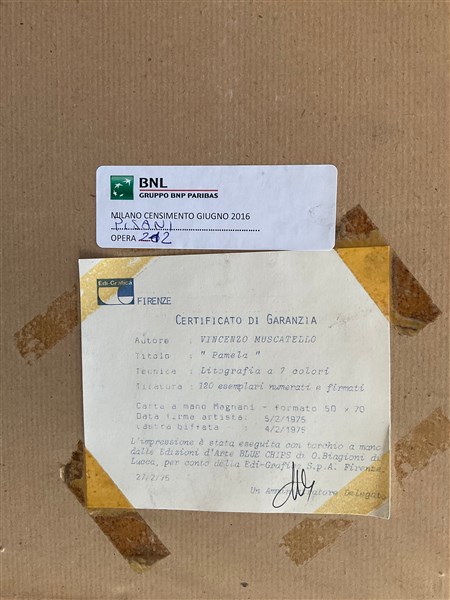 BNL
GRUPPO BNP PARIBAS
MILANO CENSIMENTO GIUGNO 2016
PISANI
OPERA 212
Edi Grafica
FIRENZE
CERTIFICATO DI GARANZIA
Autore : VINCENZO MUSCATELLO
Titolo : " Pamela "
Tecnica : Litografia a 7 colori
Tiratura : 120 esemplari numerati e firmati
Carta a mano Magnani - formato 50 x 70
Data firma artista: 5/2/1975
Lastra biffata : 4/2/1975
L'impressione è stata eseguita con torchio a mano
dalle Edizioni d'Arte BLUE CHIPS di O.Biagioni di
per conto della Edi-Grafica S.p.A. Firenze
27/2/75
Un Autore Delegato